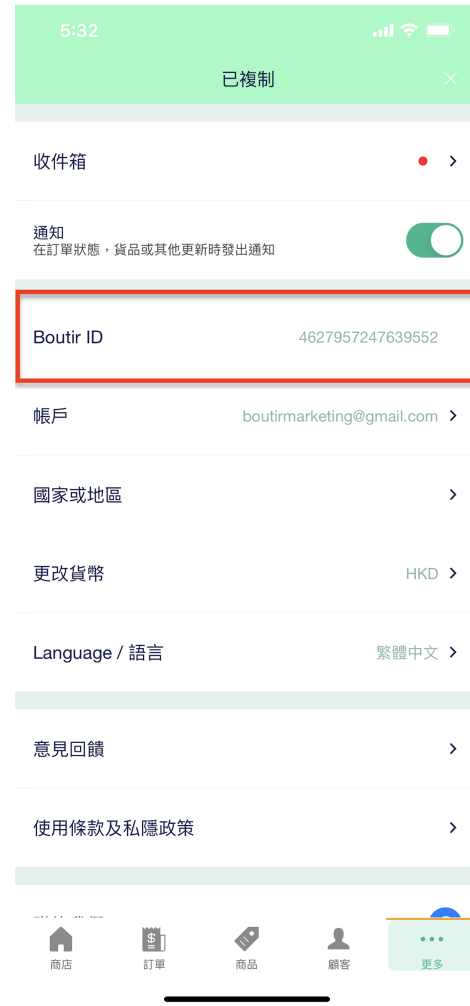 5:32
已複制
收件箱
通知
在訂單狀態，貨品或其他更新時發出通知
Boutir ID 4627957247639552
帳戶 boutirmarketing@gmail.com
國家或地區
更改貨幣 HKD
Language / 語言 繁體中文
意見回饋
使用條款及私隱政策
商店 訂單 商品 顧客 更多